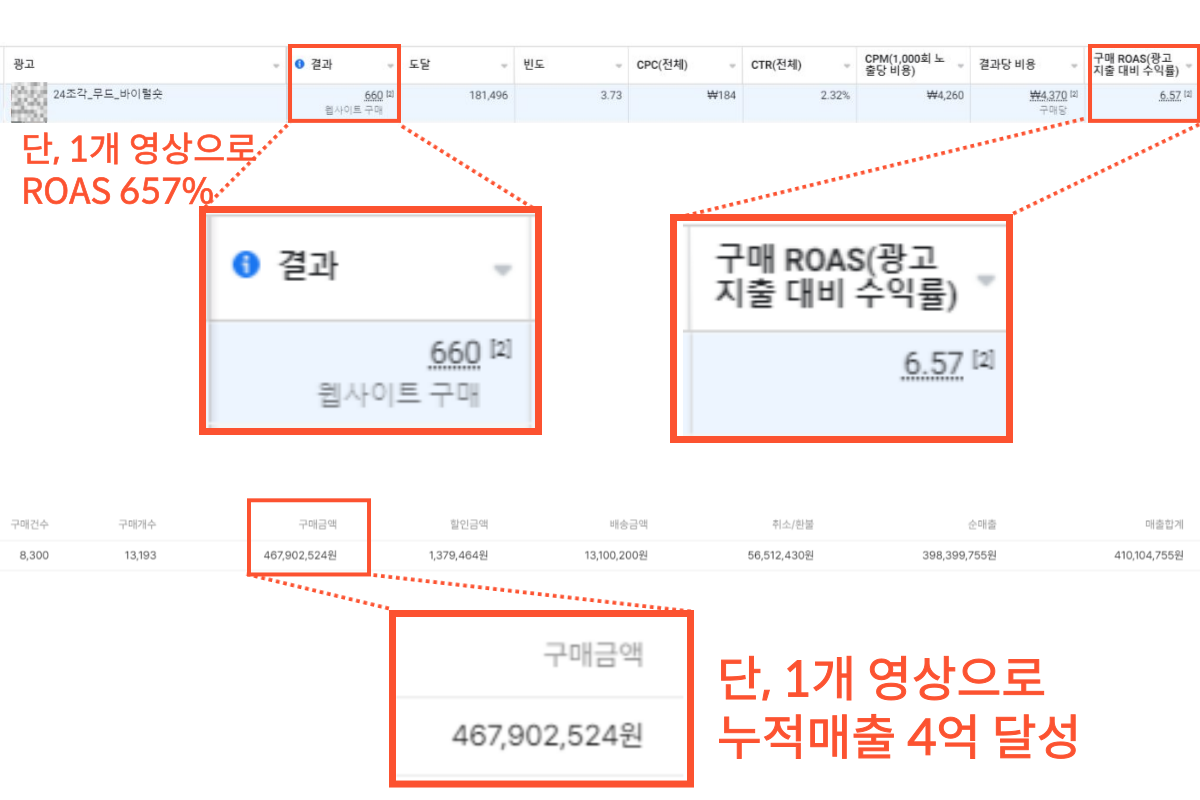 광고
결과
도달
빈도
CPC(전체)
CTR(전체)
CPM(1,000회 노
출당 비용)
결과당 비용
구매 ROAS(광고
지출 대비 수익률)
24조각_무드_바이럴숏
660 [2]
웹사이트 구매
181,496
3.73
₩184
2.32%
₩4,260
₩4,370 [2]
구매당
6.57 [2]
단, 1개 영상으로
ROAS 657%
결과
660 [2]
웹사이트 구매
구매 ROAS(광고
지출 대비 수익률)
6.57 [2]
구매건수
구매개수
구매금액
할인금액
배송금액
취소/환불
순매출
매출합계
8,300
13,193
467,902,524원
1,379,464원
13,100,200원
56,512,430원
398,399,755원
410,104,755원
구매금액
467,902,524원
단, 1개 영상으로
누적매출 4억 달성